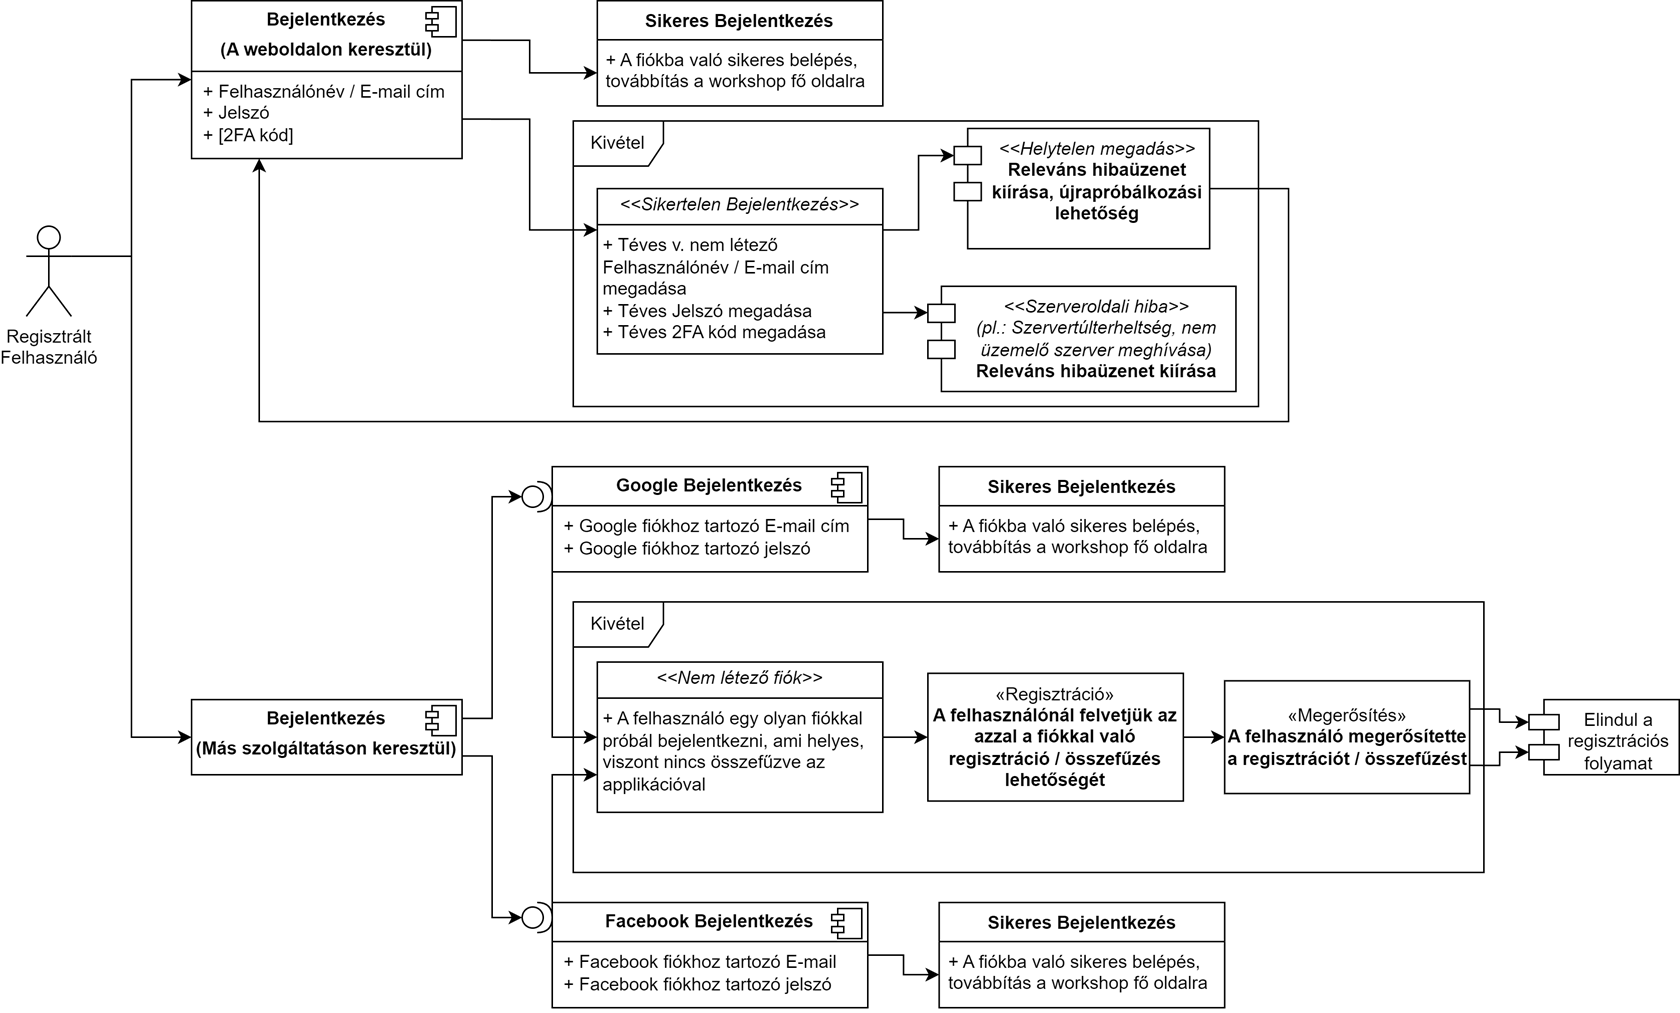 Bejelentkezés
(A weboldalon keresztül)
+ Felhasználónév / E-mail cím
+ Jelszó
+ [2FA kód]
Sikeres Bejelentkezés
+ A fiókba való sikeres belépés,
továbbítás a workshop fő oldalra
Kivétel
<<Sikertelen Bejelentkezés>>
+ Téves v. nem létező
Felhasználónév / E-mail cím
megadása
+ Téves Jelszó megadása
+ Téves 2FA kód megadása
<<Helytelen megadás>>
Releváns hibaüzenet
kiírása, újrapróbálkozási
lehetőség
<<Szerveroldali hiba>>
(pl.: Szervertúlterheltség, nem
üzemelő szerver meghívása)
Releváns hibaüzenet kiírása
Regisztrált
Felhasználó
Google Bejelentkezés
+ Google fiókhoz tartozó E-mail cím
+ Google fiókhoz tartozó jelszó
Sikeres Bejelentkezés
+ A fiókba való sikeres belépés,
továbbítás a workshop fő oldalra
Bejelentkezés
(Más szolgáltatáson keresztül)
Kivétel
<<Nem létező fiók>>
+ A felhasználó egy olyan fiókkal
próbál bejelentkezni, ami helyes,
viszont nincs összefűzve az
applikációval
«Regisztráció»
A felhasználónál felvetjük az
azzal a fiókkal való
regisztráció / összefűzés
lehetőségét
«Megerősítés»
A felhasználó megerősítette
a regisztrációt / összefűzést
Elindul a
regisztrációs
folyamat
Facebook Bejelentkezés
+ Facebook fiókhoz tartozó E-mail
+ Facebook fiókhoz tartozó jelszó
Sikeres Bejelentkezés
+ A fiókba való sikeres belépés,
továbbítás a workshop fő oldalra